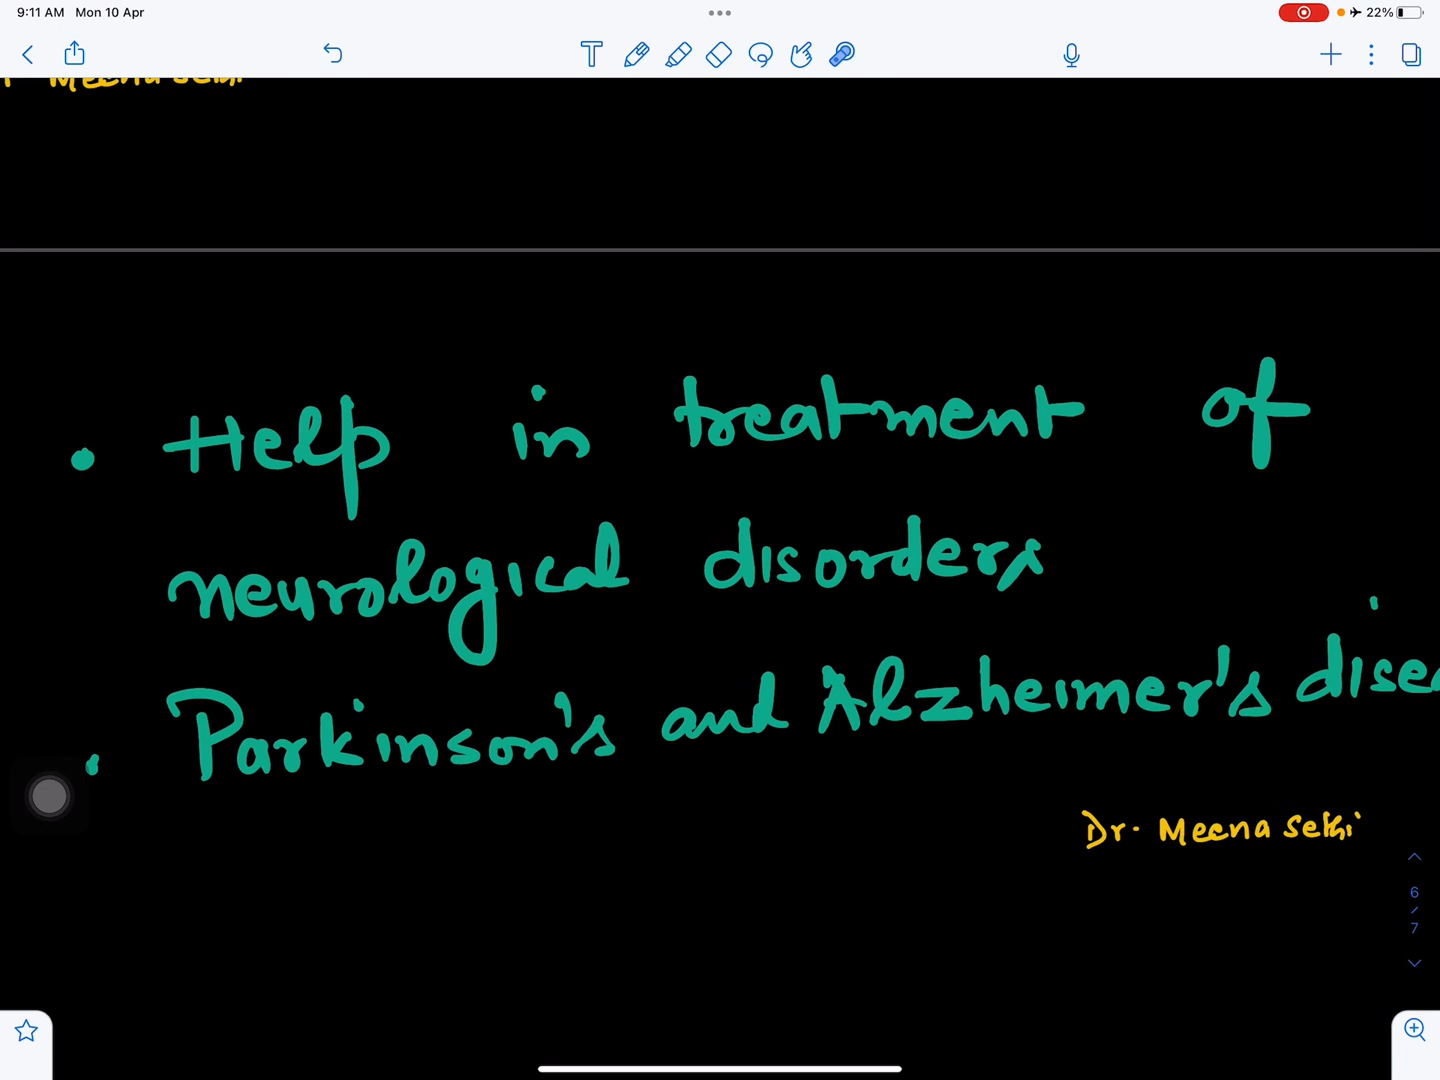 9:11 AM Mon 10 Apr
22%
T
• Help in treatment of
neurological disorders
• Parkinson's and Alzheimer's disea
Dr. Meena Sethi
6
/
7